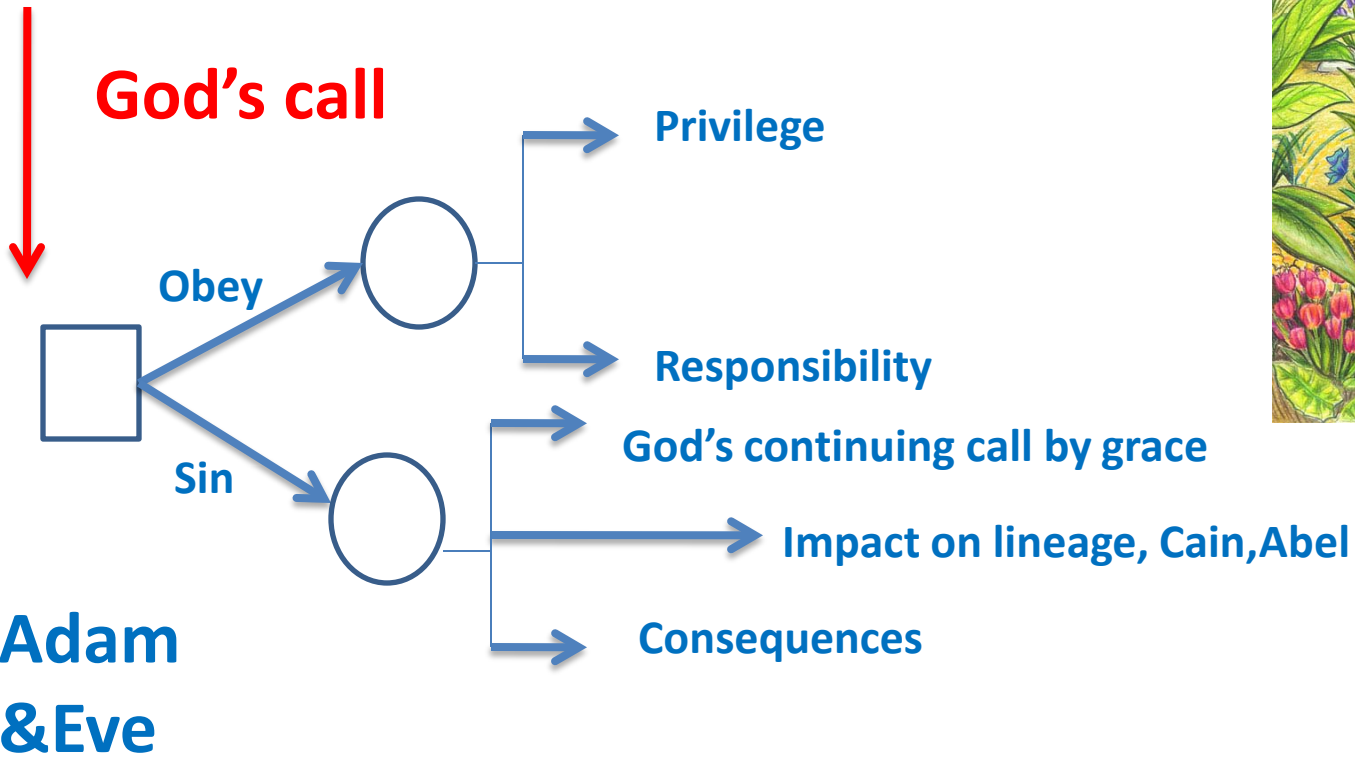 God’s call
Privilege
Obey
Responsibility
God’s continuing call by grace
Sin
Impact on lineage, Cain,Abel
Consequences
Adam
&Eve